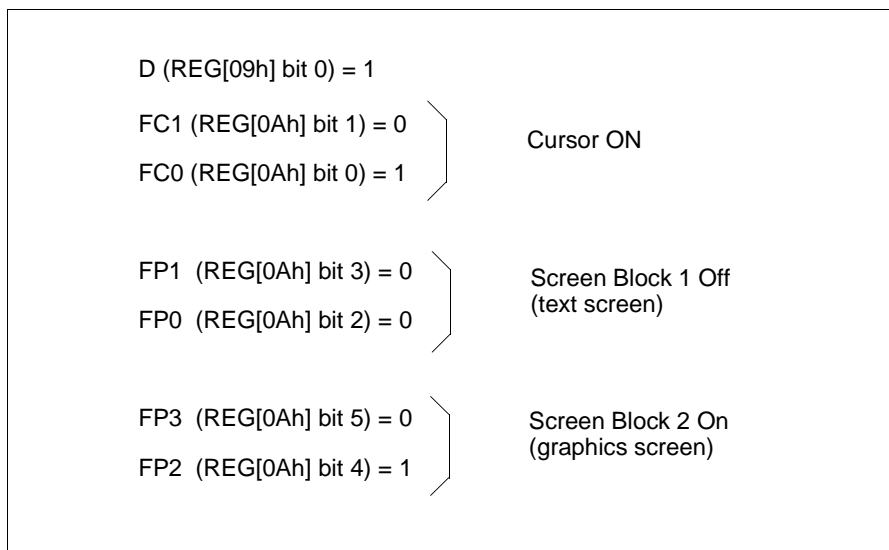 D (REG[09h] bit 0) = 1
FC1 (REG[0Ah] bit 1) = 0
FC0 (REG[0Ah] bit 0) = 1
Cursor ON
FP1 (REG[0Ah] bit 3) = 0
FP0 (REG[0Ah] bit 2) = 0
Screen Block 1 Off
(text screen)
FP3 (REG[0Ah] bit 5) = 0
FP2 (REG[0Ah] bit 4) = 1
Screen Block 2 On
(graphics screen)